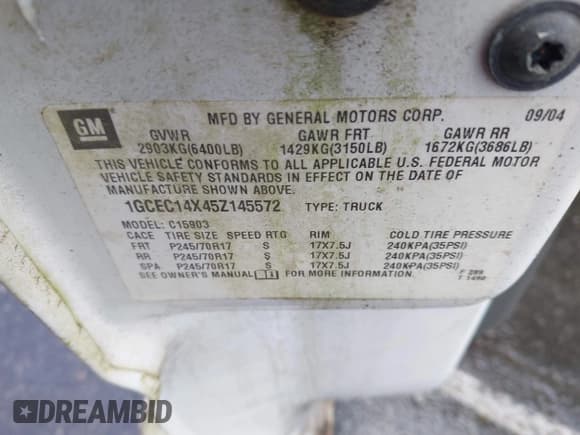 GM
MFD BY GENERAL MOTORS CORP. 09/04
GVWR GAWR FRT GAWR RR
2903KG(6400LB) 1429KG(3150LB) 1672KG(3686LB)
THIS VEHICLE CONFORMS TO ALL APPLICABLE U.S. FEDERAL MOTOR
VEHICLE SAFETY STANDARDS IN EFFECT ON THE DATE OF
MANUFACTURE SHOWN ABOVE.
1GCEC14X45Z145572 TYPE: TRUCK
MODEL: C15903
CACE TIRE SIZE SPEED RTG RIM COLD TIRE PRESSURE
FRT P245/70R17 S 17X7.5J 240KPA(35PSI)
RR P245/70R17 S 17X7.5J 240KPA(35PSI)
SPA P245/70R17 S 17X7.5J 240KPA(35PSI)
SEE OWNER'S MANUAL FOR MORE INFORMATION. F 299
T 1490
DREAMBID